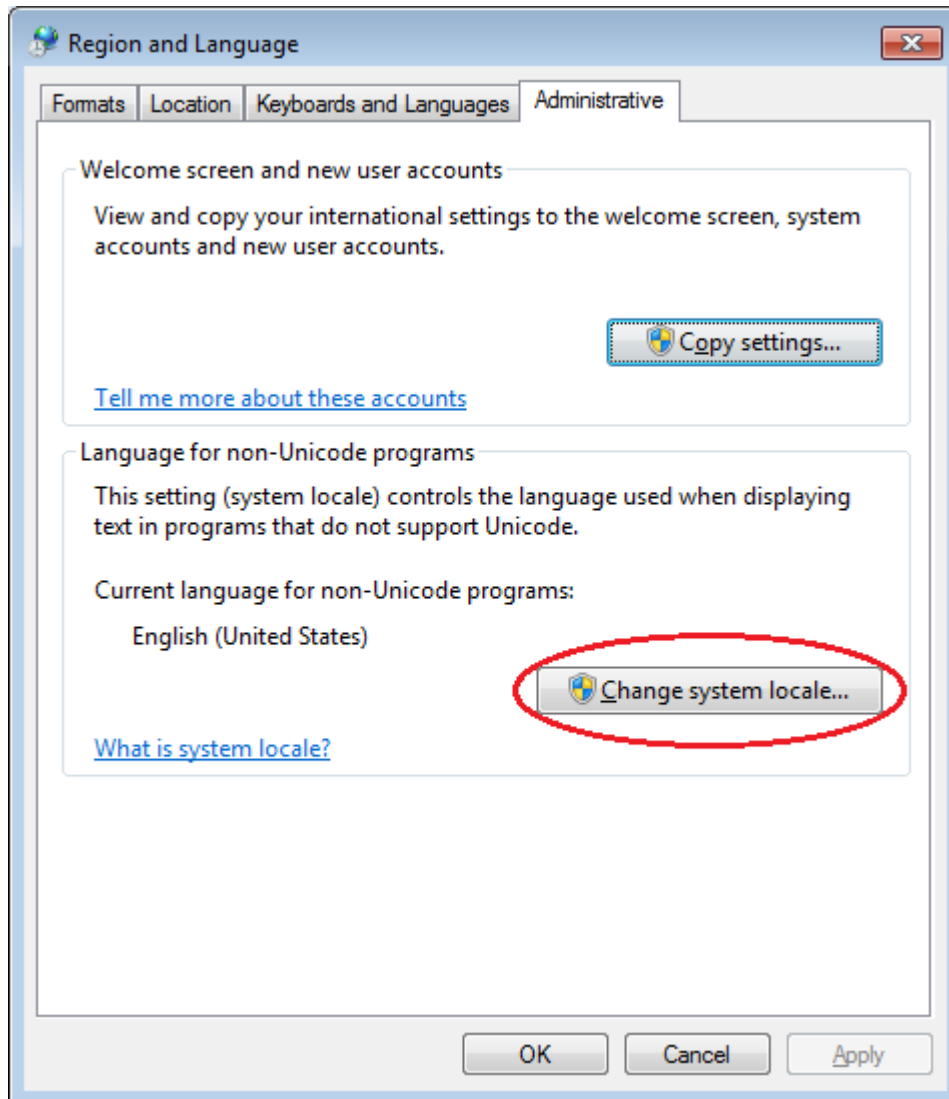 Region and Language
Formats Location Keyboards and Languages Administrative
Welcome screen and new user accounts
View and copy your international settings to the welcome screen, system
accounts and new user accounts.
Copy settings...
Tell me more about these accounts
Language for non-Unicode programs
This setting (system locale) controls the language used when displaying
text in programs that do not support Unicode.
Current language for non-Unicode programs:
English (United States)
Change system locale...
What is system locale?
OK Cancel Apply